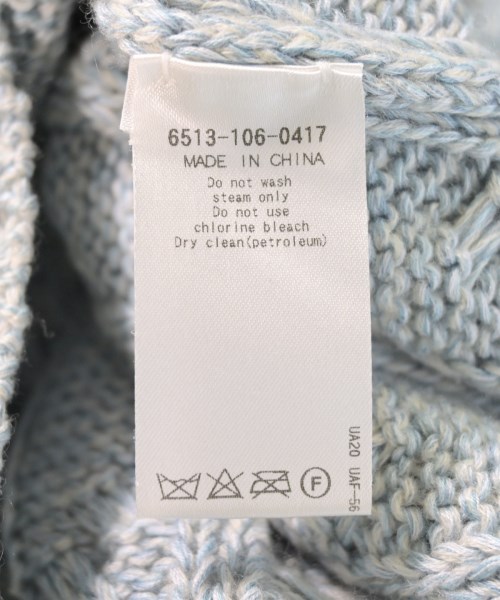 6513-106-0417
MADE IN CHINA
Do not wash
steam only
Do not use
chlorine bleach
Dry clean(petroleum)
F
UA20 UAF-56